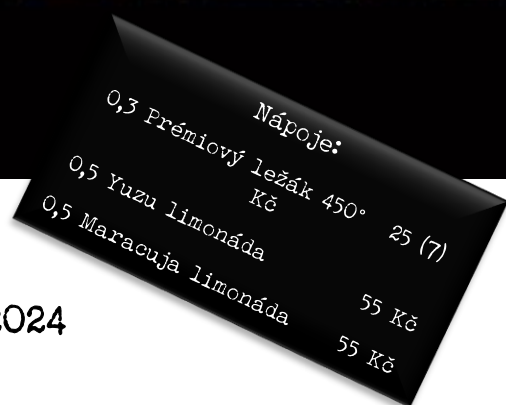 Nápoje:
0,3 Prémiový ležák 450° 25 (7)
Kč
0,5 Yuzu limonáda 55 Kč
0,5 Maracuja limonáda 55 Kč
2024